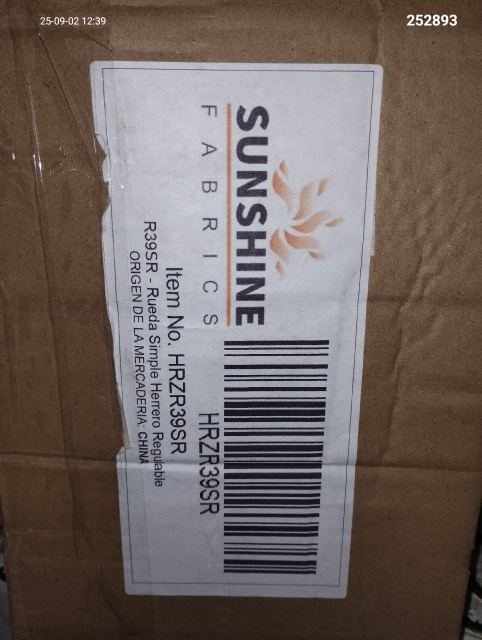 25-09-02 12:39
252893
SUNSHINE
FABRICS
HRZR39SR
Item No. HRZR39SR
R39SR - Rueda Simple Herrero Regulable
ORIGEN DE LA MERCADERIA: CHINA